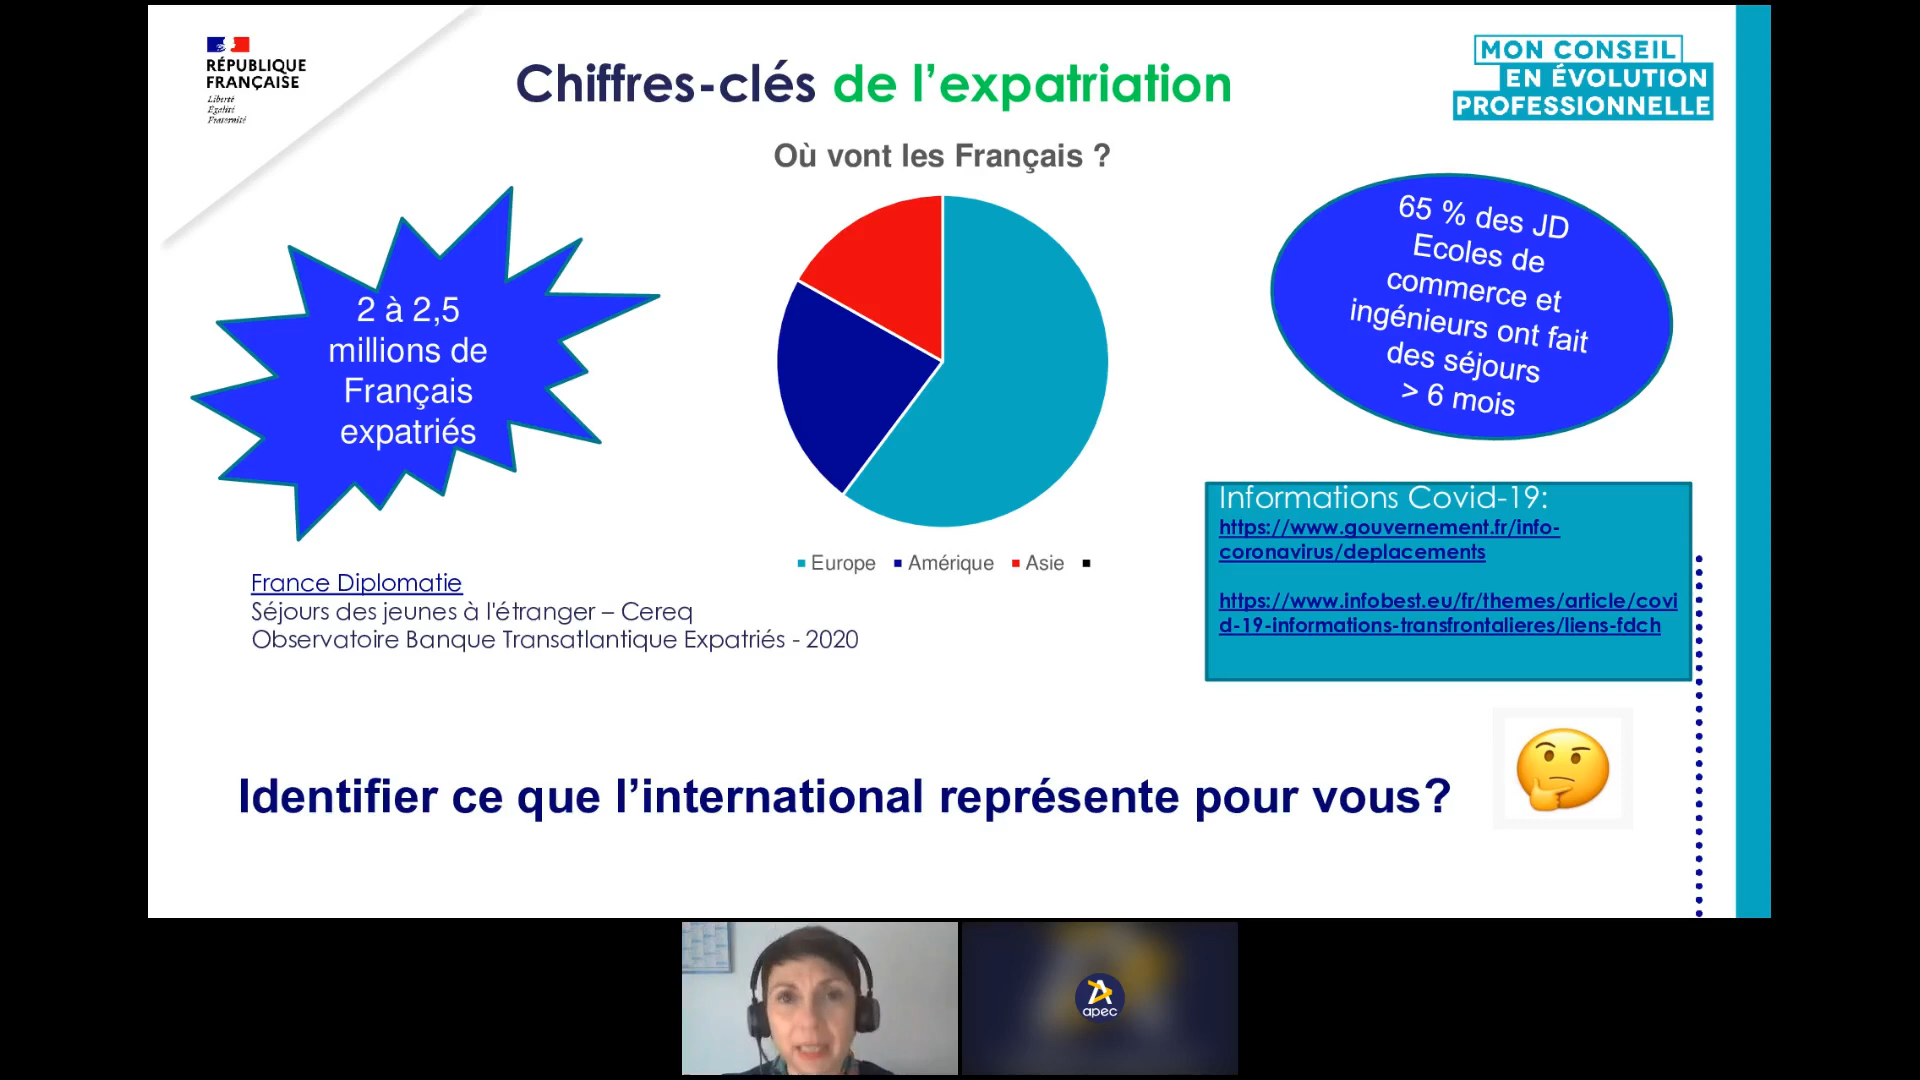 RÉPUBLIQUE
FRANÇAISE
Liberté
Égalité
Fraternité
Chiffres-clés de l’expatriation
MON CONSEIL
EN ÉVOLUTION
PROFESSIONNELLE
Où vont les Français ?
2 à 2,5
millions de
Français
expatriés
65 % des JD
Ecoles de
commerce et
ingénieurs ont fait
des séjours
> 6 mois
Europe
Amérique
Asie
France Diplomatie
Séjours des jeunes à l'étranger – Cereq
Observatoire Banque Transatlantique Expatriés - 2020
Informations Covid-19:
https://www.gouvernement.fr/info-
coronavirus/deplacements
https://www.infobest.eu/fr/themes/article/covi
d-19-informations-transfrontalieres/liens-fdch
Identifier ce que l’international représente pour vous?
apec